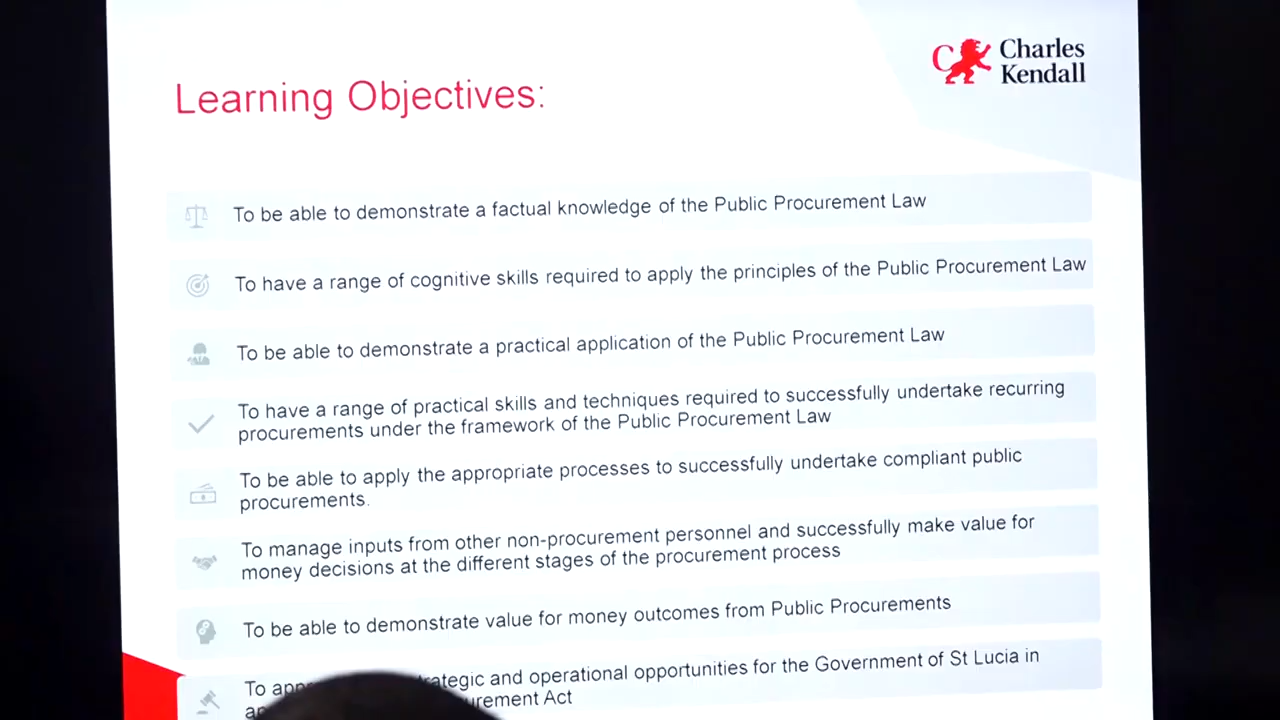 Charles
Kendall
Learning Objectives:
To be able to demonstrate a factual knowledge of the Public Procurement Law
To have a range of cognitive skills required to apply the principles of the Public Procurement Law
To be able to demonstrate a practical application of the Public Procurement Law
To have a range of practical skills and techniques required to successfully undertake recurring
procurements under the framework of the Public Procurement Law
To be able to apply the appropriate processes to successfully undertake compliant public
procurements.
To manage inputs from other non-procurement personnel and successfully make value for
money decisions at the different stages of the procurement process
To be able to demonstrate value for money outcomes from Public Procurements
To and operational opportunities for the Government of St Lucia in
Act